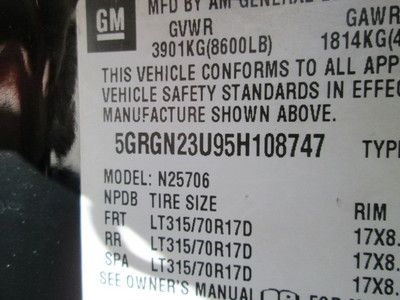 GM
MFD BY AM GENERAL
GVWR GAWR
3901KG(8600LB) 1814KG(
THIS VEHICLE CONFORMS TO ALL APP
VEHICLE SAFETY STANDARDS IN EFFEC
MANUFACTURE SHOWN ABOVE.
5GRGN23U95H108747 TYPE
MODEL: N25706
NPDB TIRE SIZE RIM
FRT LT315/70R17D 17X8.
RR LT315/70R17D 17X8.
SPA LT315/70R17D 17X8.
SEE OWNER'S MANUAL